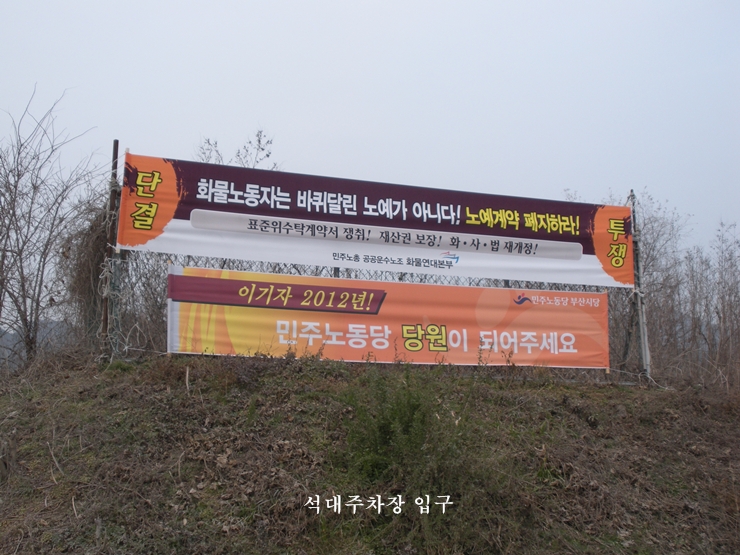 단결
화물노동자는 바퀴달린 노예가 아니다! 노예계약 폐지하라!
표준위수탁계약서 쟁취! 재산권 보장! 화·사·법 재개정!
민주노총 공공운수노조 화물연대본부
투쟁
이기자 2012년!
민주노동당 부산시당
민주노동당 당원이 되어주세요
석대주차장 입구